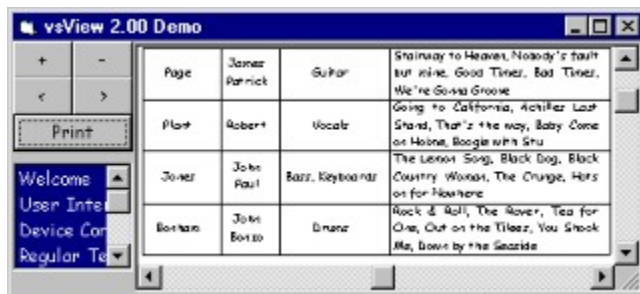 vsView 2.00 Demo
+ -
< >
Print
Welcome
User Inte
Device Con
Regular Te
Page
James
Patrick
Guitar
Stairway to Heaven, Nobody's fault
but mine, Good Times, Bad Times,
We're Gonna Groove
Plant
Robert
Vocals
Going to California, Achilles Last
Stand, That's the way, Baby Come
on Home, Boogie with Stu
Jones
John
Paul
Bass, Keyboards
The Lemon Song, Black Dog, Black
Country Woman, The Crunge, Hots
on for Nowhere
Bonham
John
Bonzo
Drums
Rock & Roll, The Rover, Tea for
One, Out on the Tiles, You Shook
Me, Down by the Seaside